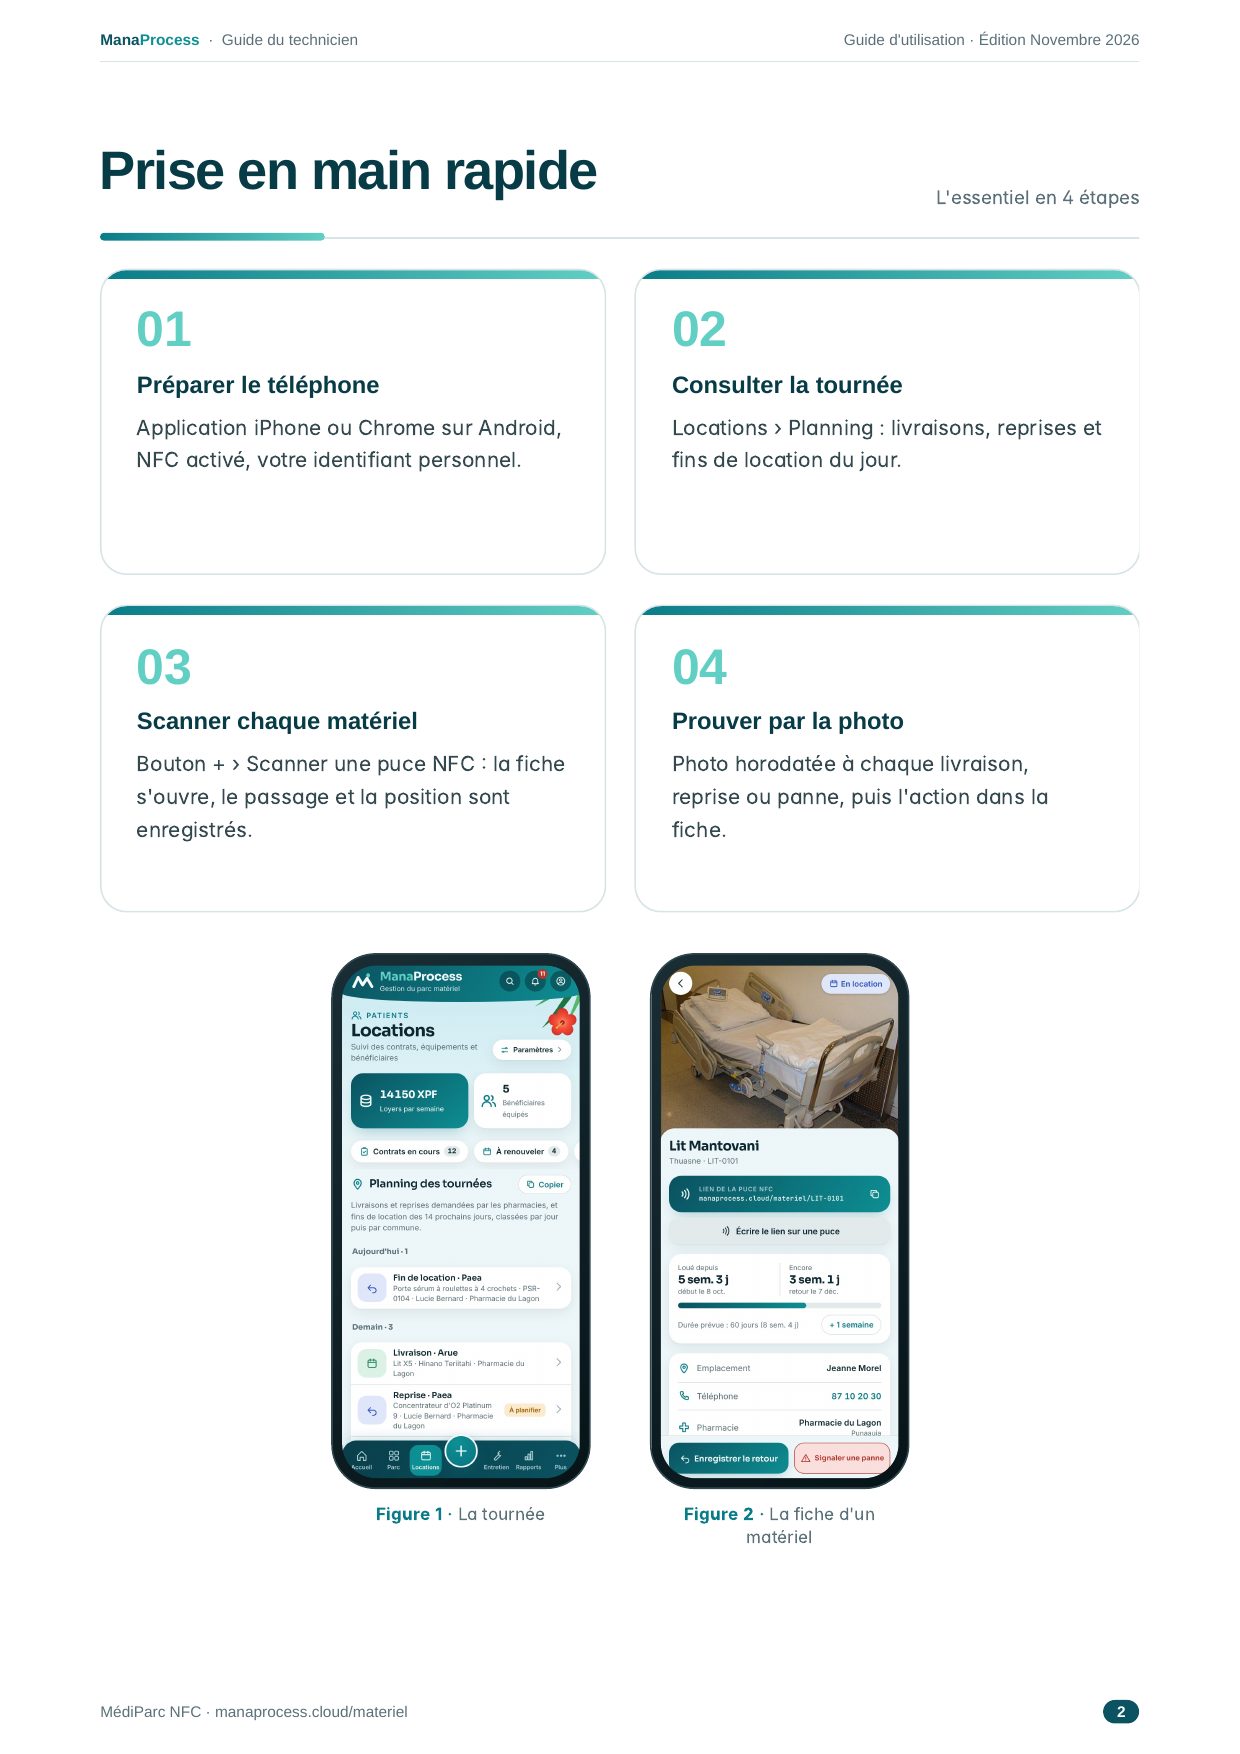 ManaProcess · Guide du technicien
Guide d'utilisation · Édition Novembre 2026
Prise en main rapide
L'essentiel en 4 étapes
01
Préparer le téléphone
Application iPhone ou Chrome sur Android,
NFC activé, votre identifiant personnel.
02
Consulter la tournée
Locations › Planning : livraisons, reprises et
fins de location du jour.
03
Scanner chaque matériel
Bouton + › Scanner une puce NFC : la fiche
s'ouvre, le passage et la position sont
enregistrés.
04
Prouver par la photo
Photo horodatée à chaque livraison,
reprise ou panne, puis l'action dans la
fiche.
ManaProcess
Gestion du parc matériel
11
PATIENTS
Locations
Suivi des contrats, équipements et
bénéficiaires
Paramètres
14150 XPF
Loyers par semaine
5
Bénéficiaires
équipés
Contrats en cours 12
À renouveler 4
Planning des tournées
Copier
Livraisons et reprises demandées par les pharmacies, et
fins de location des 14 prochains jours, classées par jour
puis par commune.
Aujourd'hui · 1
Fin de location · Paea
Porte sérum à roulettes à 4 crochets · PSR-
0104 · Lucie Bernard · Pharmacie du Lagon
Demain · 3
Livraison · Arue
Lit X5 · Hinano Teriitahi · Pharmacie du
Lagon
Reprise · Paea
Concentrateur d'O2 Platinum
9 · Lucie Bernard · Pharmacie
du Lagon
À planifier
Accueil
Parc
Locations
+
Entretien
Rapports
Plus
Figure 1 · La tournée
En location
Lit Mantovani
Thuasne · LIT-0101
LIEN DE LA PUCE NFC
manaprocess.cloud/materiel/LIT-0101
Écrire le lien sur une puce
Loué depuis
5 sem. 3 j
début le 8 oct.
Encore
3 sem. 1 j
retour le 7 déc.
Durée prévue : 60 jours (8 sem. 4 j)
+ 1 semaine
Emplacement
Jeanne Morel
Téléphone
87 10 20 30
Pharmacie
Pharmacie du Lagon
Punaauia
Enregistrer le retour
Signaler une panne
Figure 2 · La fiche d'un
matériel
MédiParc NFC · manaprocess.cloud/materiel
2